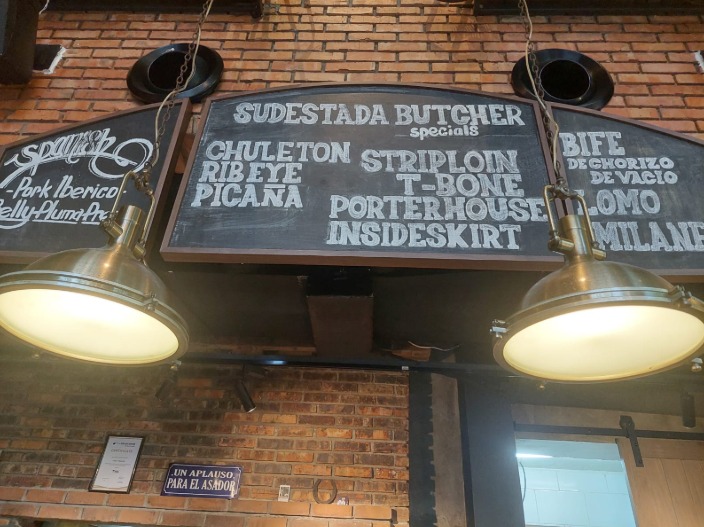 Spanish
-Pork Iberico
SUDESTADA BUTCHER
specials
CHULETON
RIBEYE
PICAÑA
STRIPLOIN
T-BONE
PORTERHOUSE
INSIDESKIRT
BIFE
DE CHORIZO
DE VACIO
LOMO
UN APLAUSO
PARA EL ASADOR